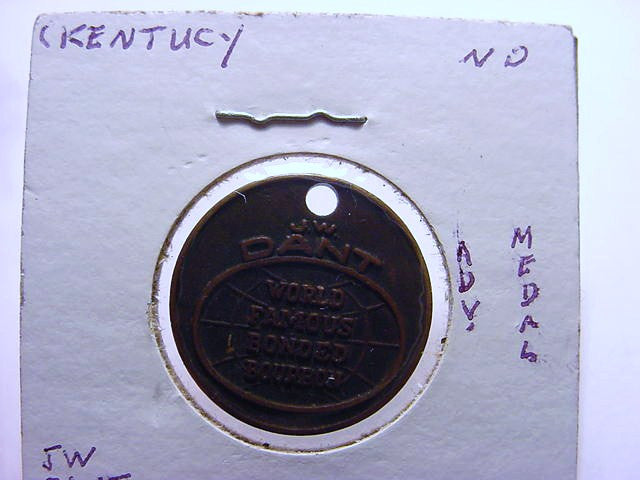 (KENTUCY
ND
J.W.
DANT
WORLD
FAMOUS
BONDED
BOURBON
ADV.
MEDAL
JW